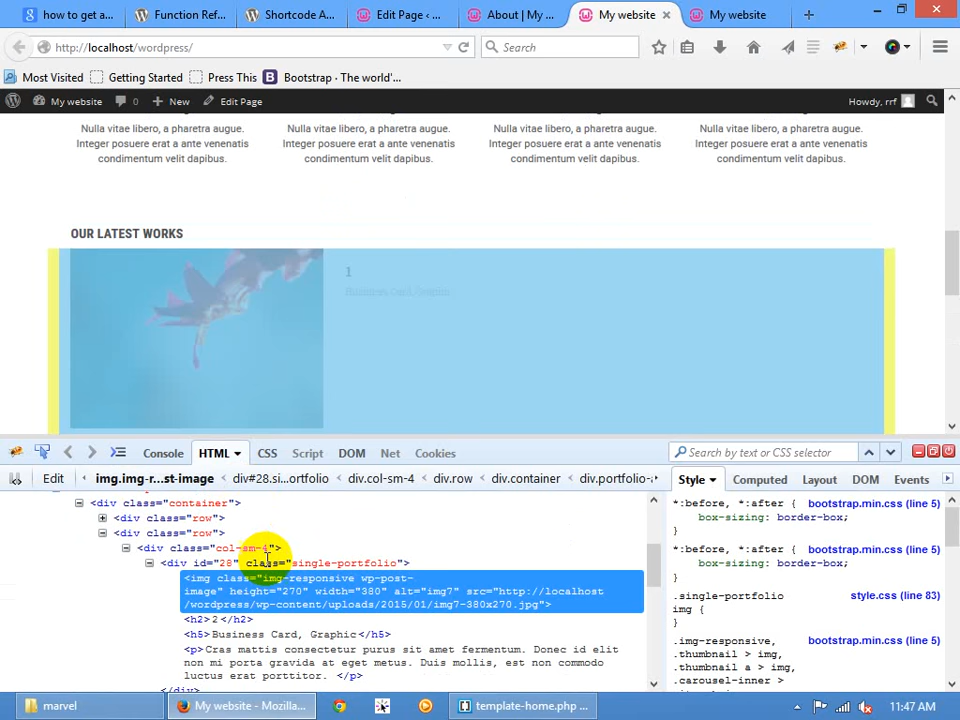 how to get a...
Function Ref...
Shortcode A...
Edit Page ‹ ...
About | My ...
My website
My website
http://localhost/wordpress/
Search
Most Visited
Getting Started
Press This
Bootstrap · The world'...
My website
0
New
Edit Page
Howdy, rrf
Nulla vitae libero, a pharetra augue.
Integer posuere erat a ante venenatis
condimentum velit dapibus.
Nulla vitae libero, a pharetra augue.
Integer posuere erat a ante venenatis
condimentum velit dapibus.
Nulla vitae libero, a pharetra augue.
Integer posuere erat a ante venenatis
condimentum velit dapibus.
Nulla vitae libero, a pharetra augue.
Integer posuere erat a ante venenatis
condimentum velit dapibus.
OUR LATEST WORKS
1
Business Card, Graphic
Console
HTML
CSS
Script
DOM
Net
Cookies
Search by text or CSS selector
Edit
img.img-r...st-image
div#28.si...ortfolio
div.col-sm-4
div.row
div.container
div.portfolio-a
Style
Computed
Layout
DOM
Events
<div class="container">
<div class="row">
<div class="row">
<div class="col-sm-4">
<div id="28" class="single-portfolio">
<img class="img-responsive wp-post-
image" height="270" width="380" alt="img7" src="http://localhost
/wordpress/wp-content/uploads/2015/01/img7-380x270.jpg">
<h2>2</h2>
<h5>Business Card, Graphic</h5>
<p>Cras mattis consectetur purus sit amet fermentum. Donec id elit
non mi porta gravida at eget metus. Duis mollis, est non commodo
luctus erat porttitor. </p>
</div>
*:before, *:after { bootstrap.min.css (line 5)
box-sizing: border-box;
}
*:before, *:after { bootstrap.min.css (line 5)
box-sizing: border-box;
}
.single-portfolio style.css (line 83)
img {
}
.img-responsive, bootstrap.min.css (line 5)
.thumbnail > img,
.thumbnail a > img,
.carousel-inner >
marvel
My website - Mozilla...
template-home.php ...
11:47 AM